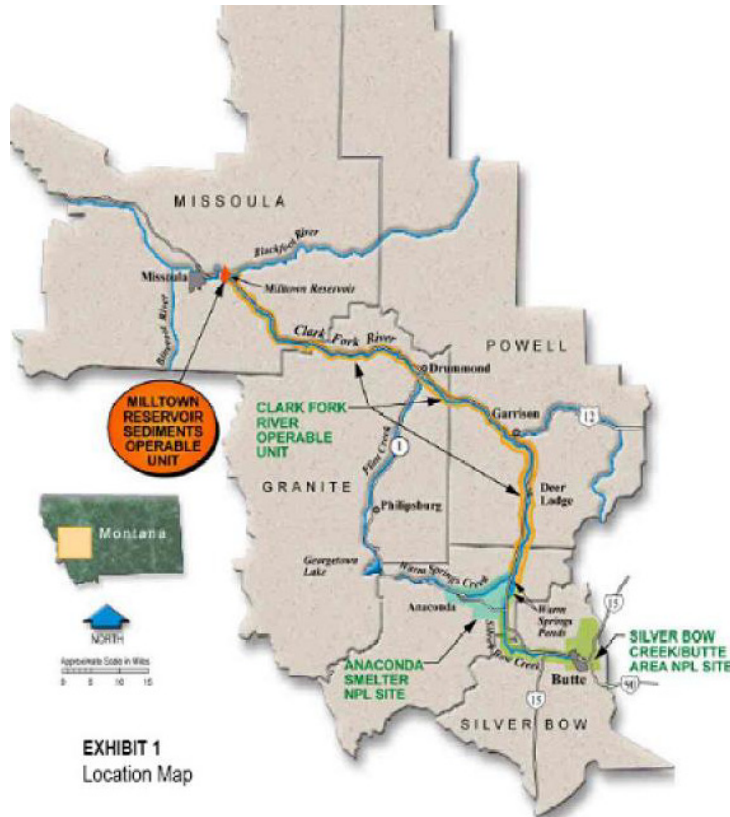 MISSOULA
Blackfoot River
Missoula
Milltown Reservoir
Bitterroot River
Clark Fork River
POWELL
Drummond
MILLTOWN
RESERVOIR
SEDIMENTS
OPERABLE
UNIT
CLARK FORK
RIVER
OPERABLE
UNIT
Garrison
12
1
Flint Creek
GRANITE
Deer
Lodge
Philipsburg
Montana
Georgetown
Lake
Warm Springs Creek
Anaconda
Warm
Springs
Ponds
15
NORTH
Approximate Scale in Miles
0 5 10 15
ANACONDA
SMELTER
NPL SITE
Silver Bow Creek
SILVER BOW
CREEK/BUTTE
AREA NPL SITE
Butte
90
15
SILVER BOW
EXHIBIT 1
Location Map